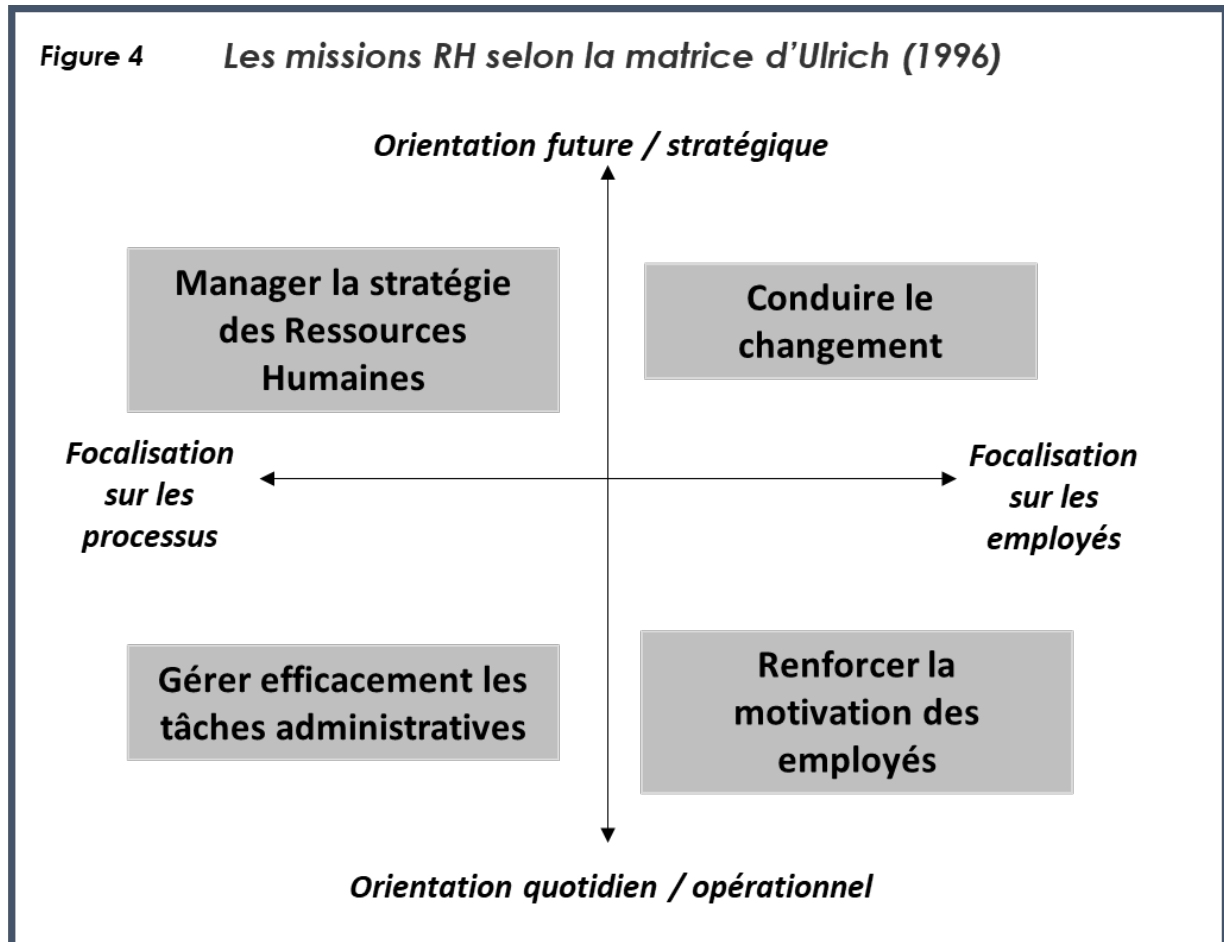 Figure 4 Les missions RH selon la matrice d'Ulrich (1996)
Orientation future / stratégique
Manager la stratégie
des Ressources
Humaines
Conduire le
changement
Focalisation
sur les
processus
Focalisation
sur les
employés
Gérer efficacement les
tâches administratives
Renforcer la
motivation des
employés
Orientation quotidien / opérationnel